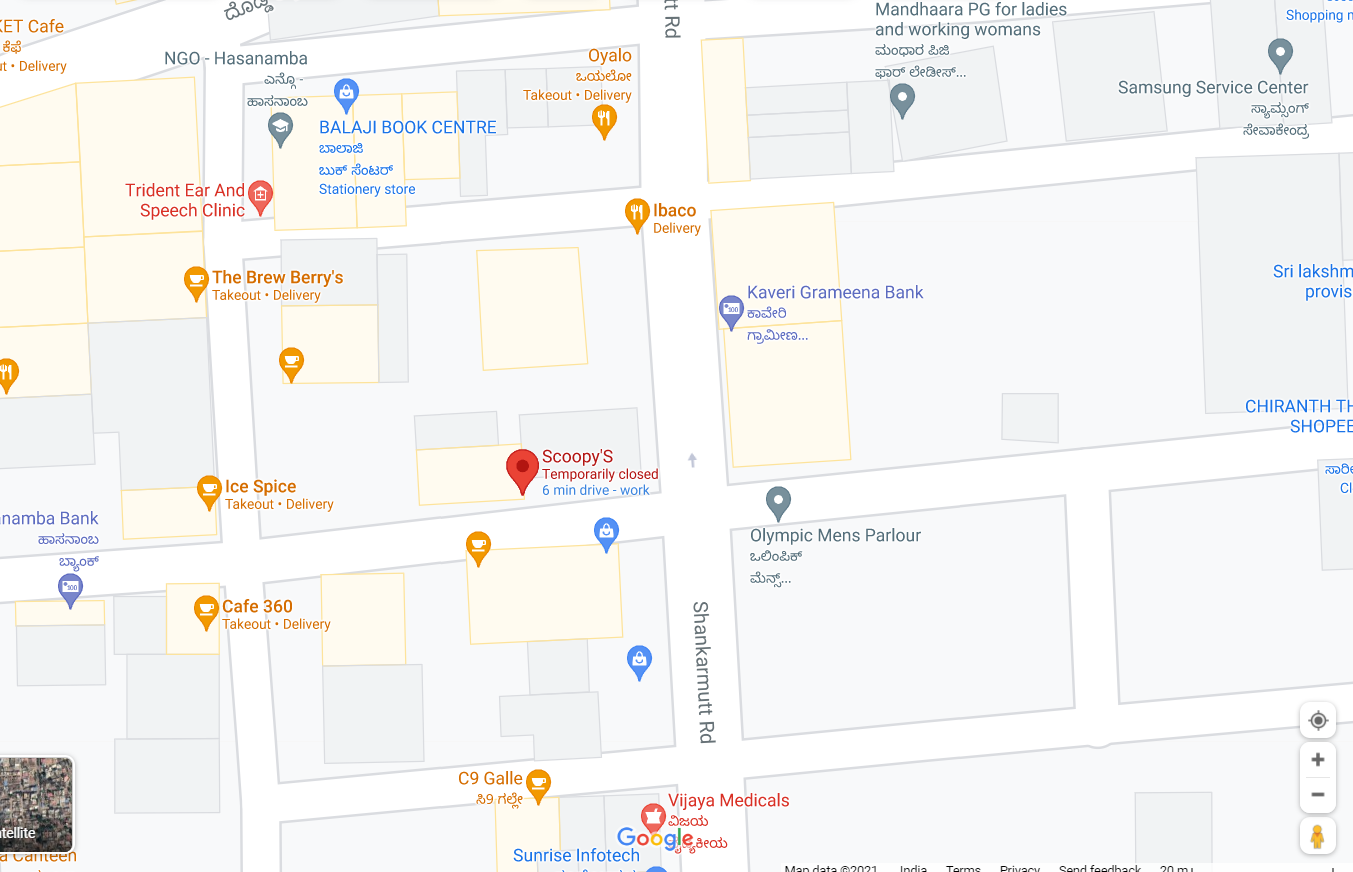 KET Cafe
ಕೆಫೆ
ut • Delivery
ದೊಡ್ಡ
tt Rd
NGO - Hasanamba
ಎನ್ಗೊ -
ಹಾಸನಾಂಬ
BALAJI BOOK CENTRE
ಬಾಲಾಜಿ
ಬುಕ್ ಸೆಂಟರ್
Stationery store
Oyalo
ಒಯಲೋ
Takeout • Delivery
Mandhaara PG for ladies
and working womans
ಮಂಧಾರ ಪಿಜಿ
ಫಾರ್ ಲೇಡೀಸ್...
Shopping m
Samsung Service Center
ಸ್ಯಾಮ್ಸಂಗ್
ಸೇವಾಕೇಂದ್ರ
Trident Ear And
Speech Clinic
Ibaco
Delivery
The Brew Berry's
Takeout • Delivery
Kaveri Grameena Bank
ಕಾವೇರಿ
ಗ್ರಾಮೀಣ...
Sri lakshm
provis
CHIRANTH TH
SHOPEE
Scoopy'S
Temporarily closed
6 min drive - work
Ice Spice
Takeout • Delivery
anamba Bank
ಹಾಸನಾಂಬ
ಬ್ಯಾಂಕ್
Olympic Mens Parlour
ಒಲಿಂಪಿಕ್
ಮೆನ್ಸ್...
ಸಾರೀ
Cl
Cafe 360
Takeout • Delivery
Shankarmutt Rd
C9 Galle
ಸಿ9 ಗಲ್ಲೇ
Vijaya Medicals
ವಿಜಯ
Google
Sunrise Infotech
atellite
a Canteen
Map data ©2021
India
Terms
Privacy
Send feedback
20 m